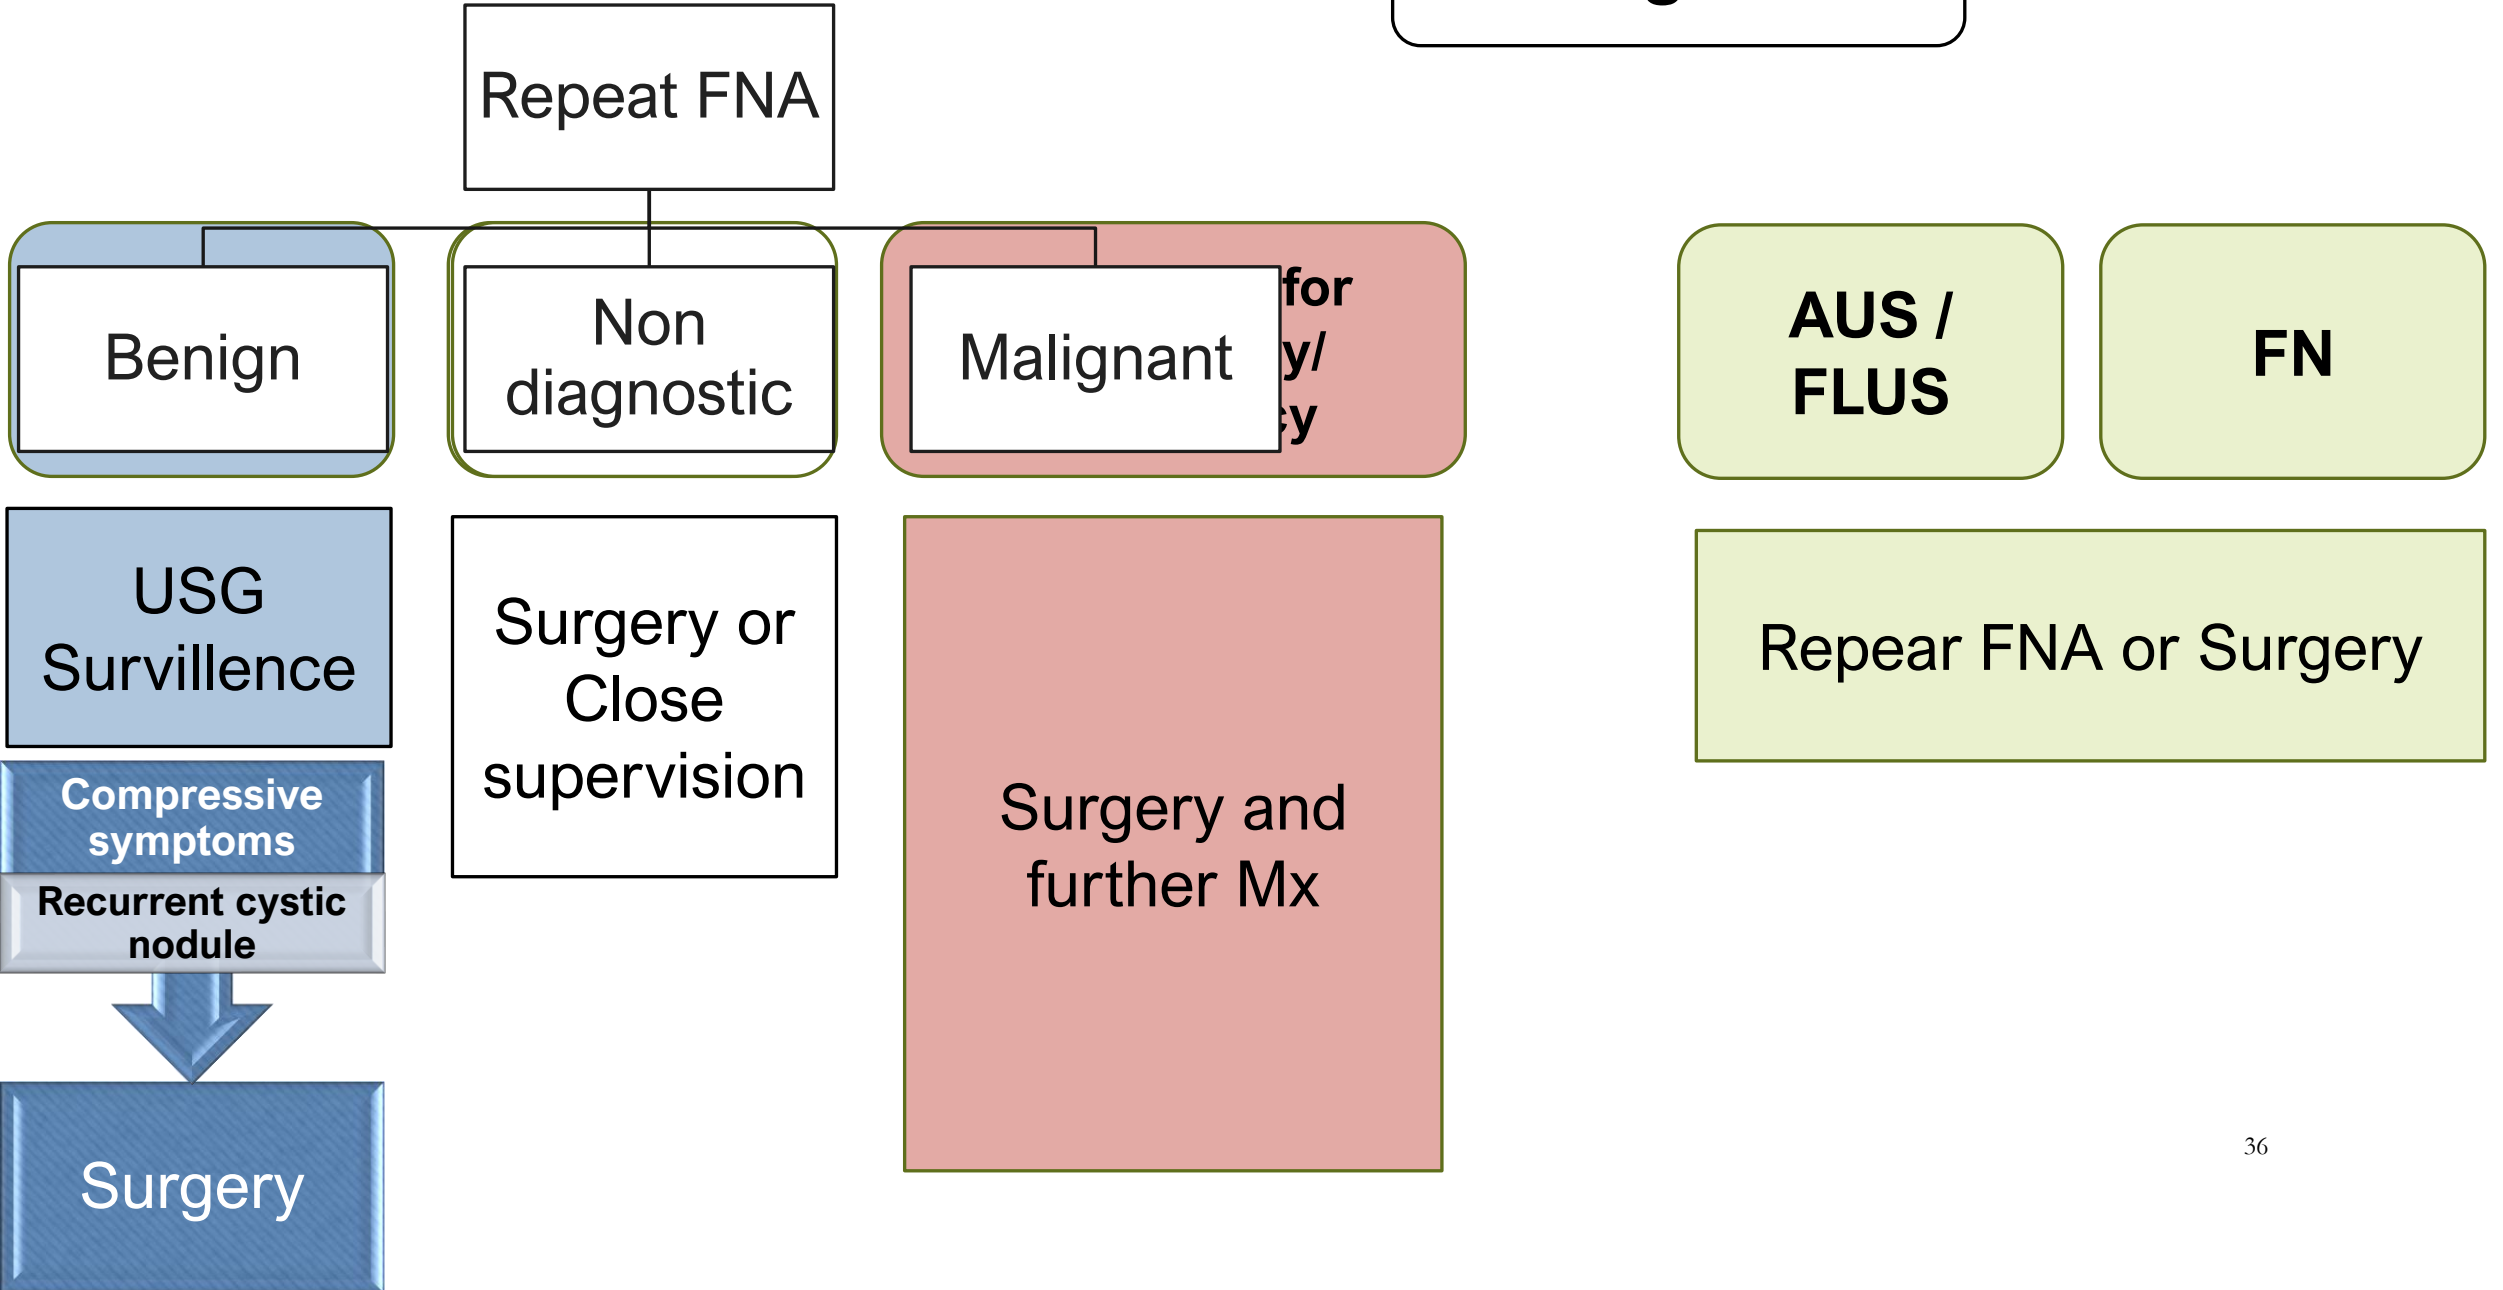 Repeat FNA
Benign
Non
diagnostic
Malignant
for
AUS /
FLUS
FN
USG
Survillence
Surgery or
Close
supervision
Surgery and
further Mx
Repear FNA or Surgery
Compressive
symptoms
Recurrent cystic
nodule
Surgery
36